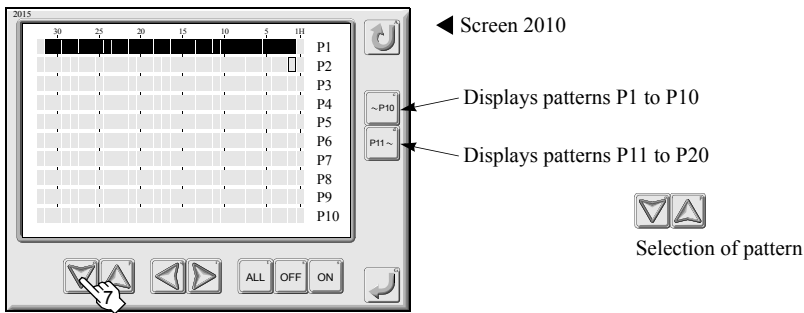 2015
Screen 2010
30 25 20 15 10 5 1H
P1
P2
P3
P4
P5
P6
P7
P8
P9
P10
~P10
Displays patterns P1 to P10
P11~
Displays patterns P11 to P20
Selection of pattern
ALL OFF ON
7